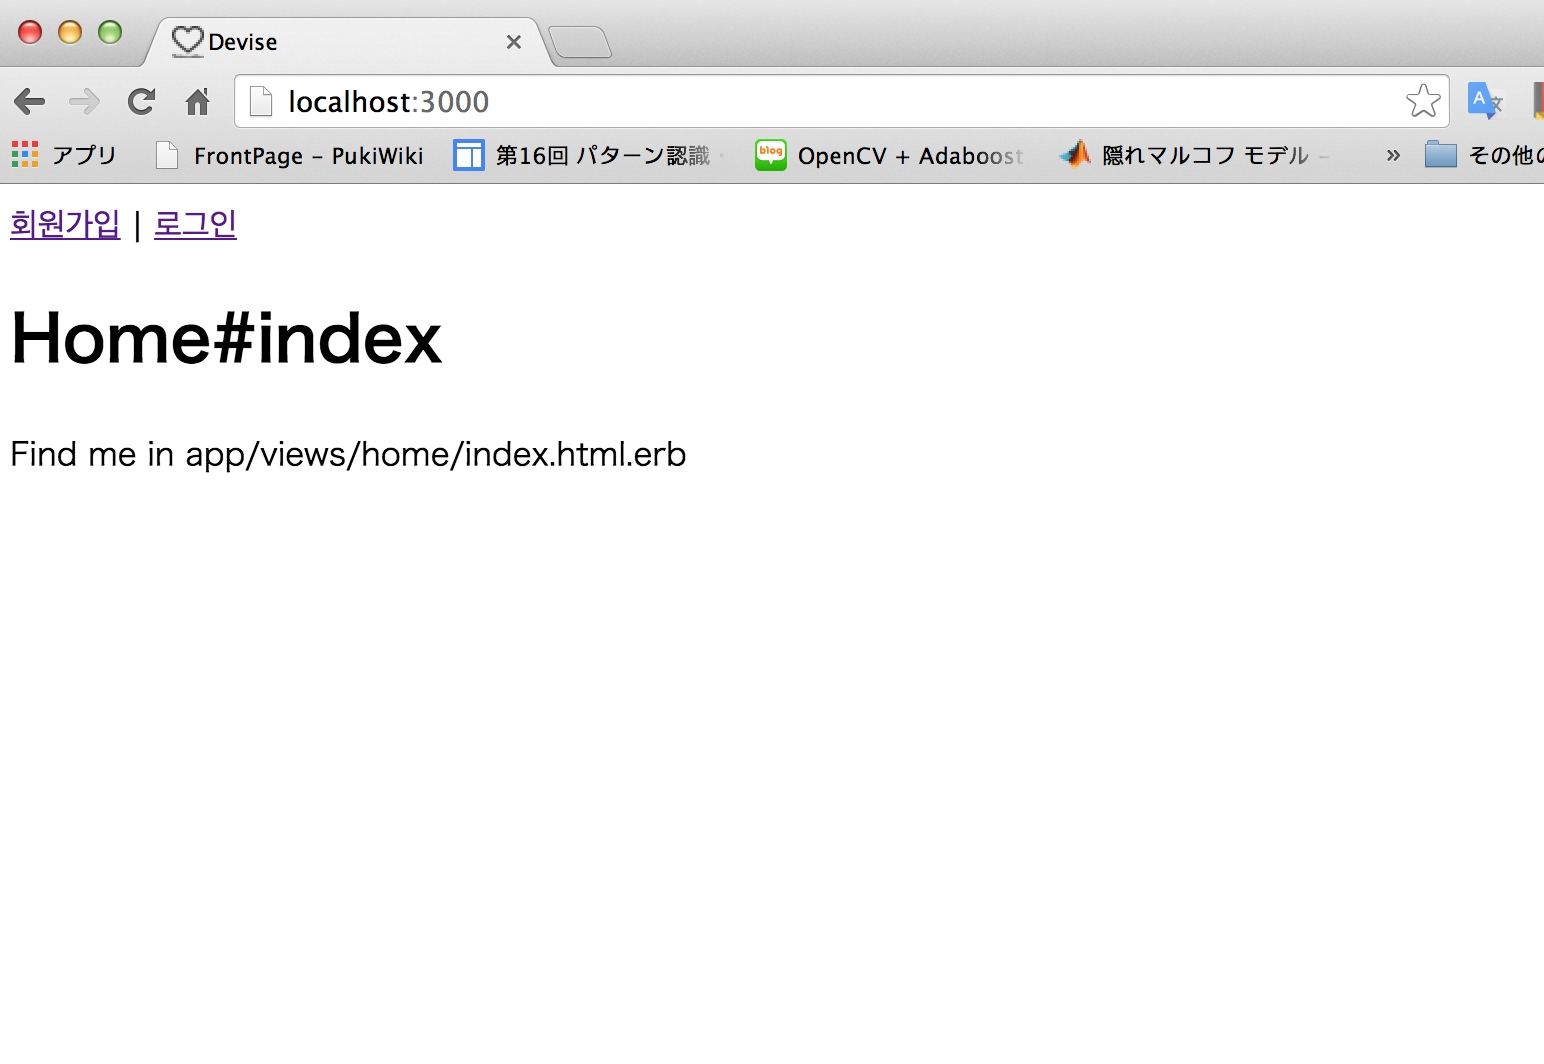 Devise
localhost:3000
アプリ FrontPage – PukiWiki 第16回 パターン認識 blog OpenCV + Adaboost 隠れマルコフ モデル – » その他の
회원가입 | 로그인
Home#index
Find me in app/views/home/index.html.erb